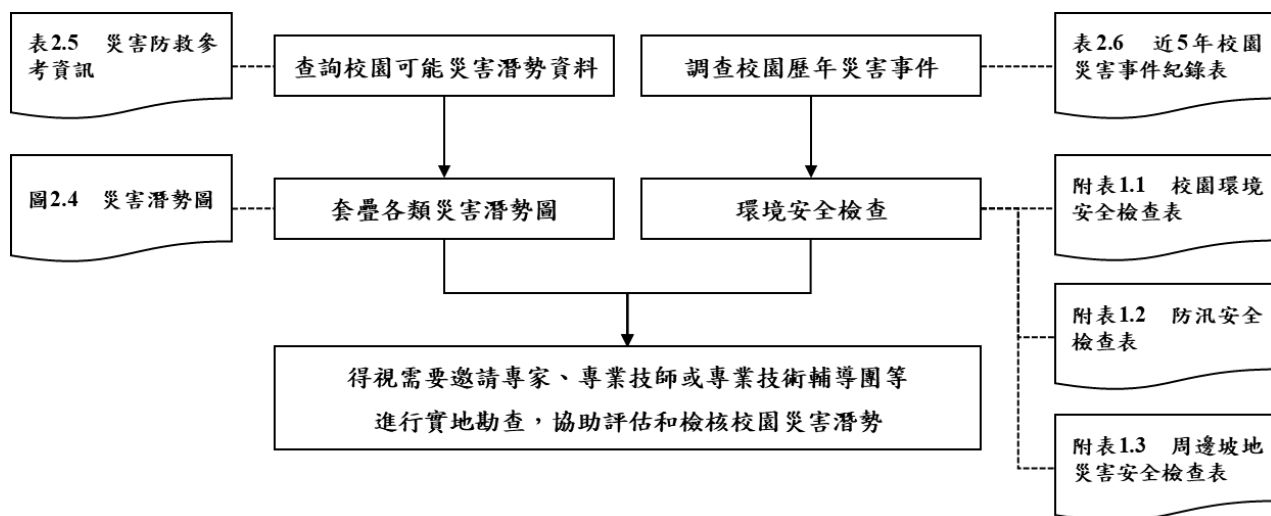 表2.5　災害防救參
考資訊
查詢校園可能災害潛勢資料
調查校園歷年災害事件
表2.6　近5年校園
災害事件紀錄表
圖2.4　災害潛勢圖
套疊各類災害潛勢圖
環境安全檢查
附表1.1　校園環境
安全檢查表
附表1.2　防汛安全
檢查表
得視需要邀請專家、專業技師或專業技術輔導團等
進行實地勘查，協助評估和檢核校園災害潛勢
附表1.3　周邊坡地
災害安全檢查表